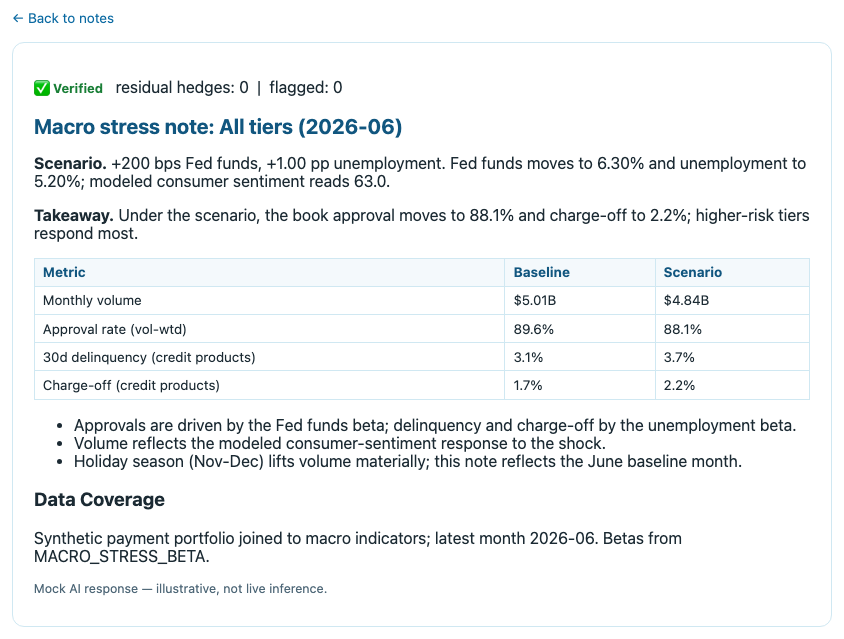 ← Back to notes
✅ Verified residual hedges: 0 | flagged: 0
Macro stress note: All tiers (2026-06)
Scenario. +200 bps Fed funds, +1.00 pp unemployment. Fed funds moves to 6.30% and unemployment to
5.20%; modeled consumer sentiment reads 63.0.
Takeaway. Under the scenario, the book approval moves to 88.1% and charge-off to 2.2%; higher-risk tiers
respond most.
Metric Baseline Scenario
Monthly volume $5.01B $4.84B
Approval rate (vol-wtd) 89.6% 88.1%
30d delinquency (credit products) 3.1% 3.7%
Charge-off (credit products) 1.7% 2.2%
• Approvals are driven by the Fed funds beta; delinquency and charge-off by the unemployment beta.
• Volume reflects the modeled consumer-sentiment response to the shock.
• Holiday season (Nov-Dec) lifts volume materially; this note reflects the June baseline month.
Data Coverage
Synthetic payment portfolio joined to macro indicators; latest month 2026-06. Betas from
MACRO_STRESS_BETA.
Mock AI response — illustrative, not live inference.